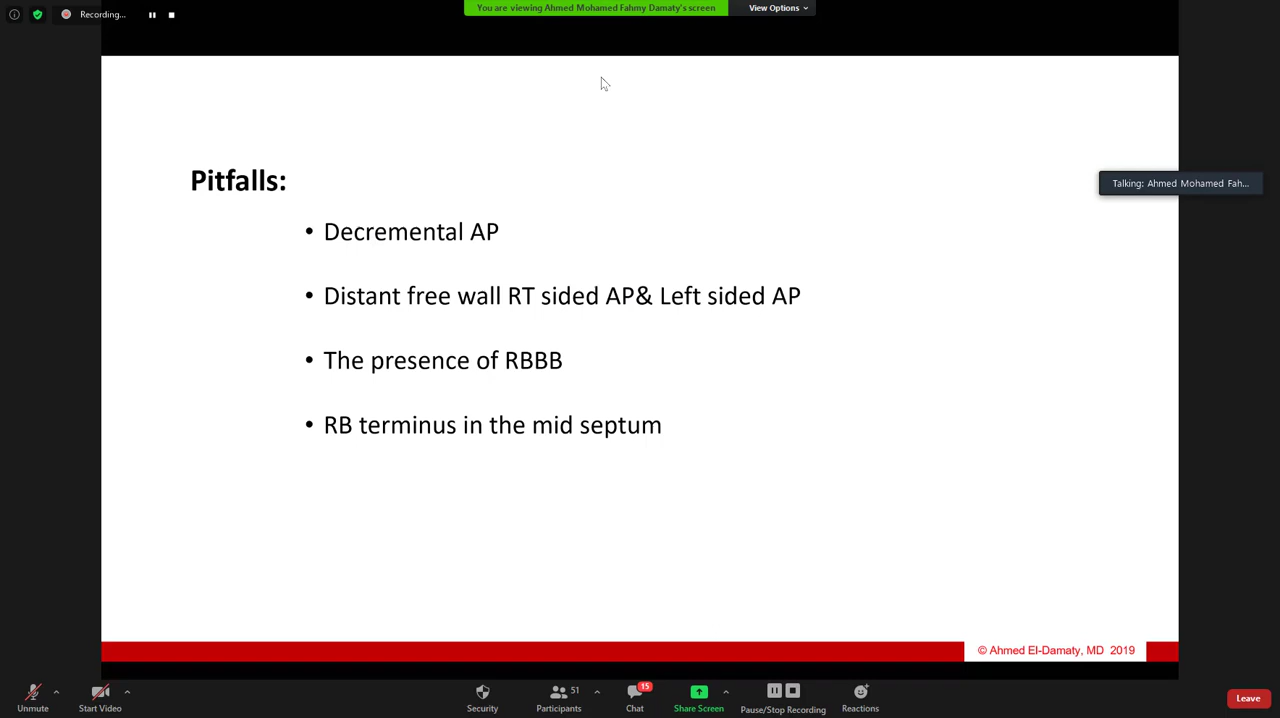 Recording...
You are viewing Ahmed Mohamed Fahmy Damaty's screen
View Options
Pitfalls:
Talking: Ahmed Mohamed Fah...
• Decremental AP
• Distant free wall RT sided AP& Left sided AP
• The presence of RBBB
• RB terminus in the mid septum
© Ahmed El-Damaty, MD 2019
Unmute
Start Video
Security
51
Participants
15
Chat
Share Screen
Pause/Stop Recording
Reactions
Leave